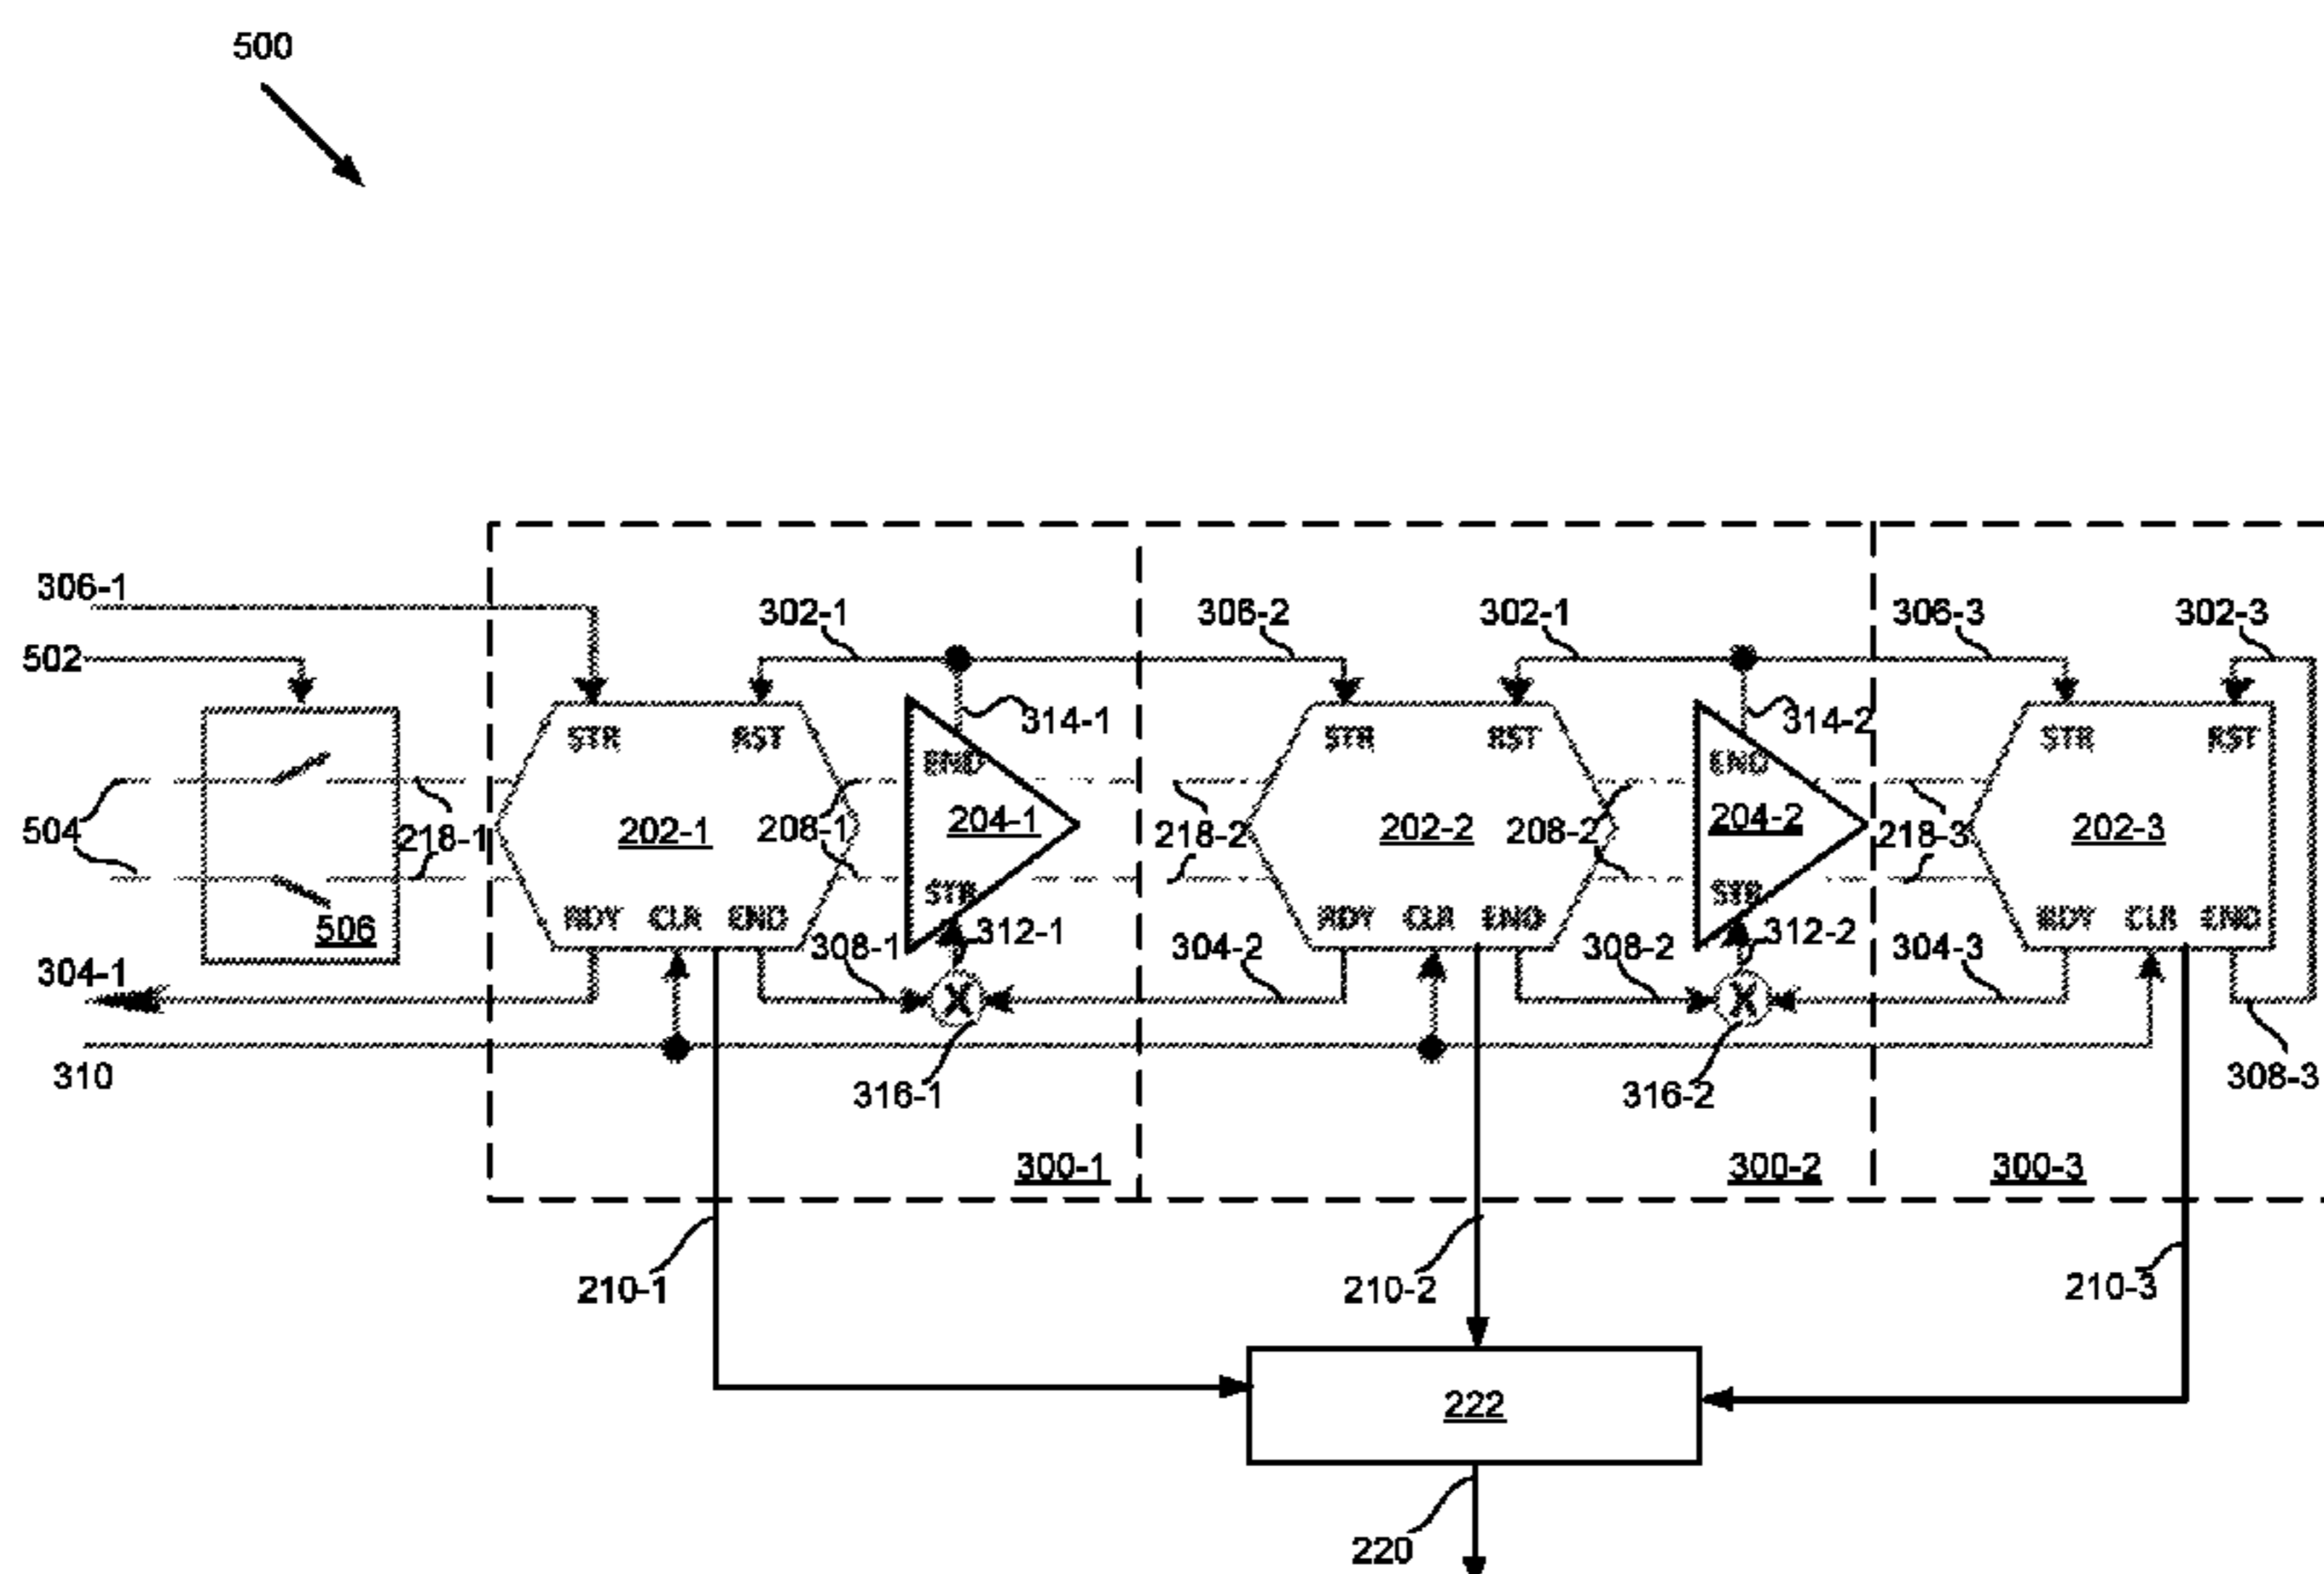 500
306-1
302-1
306-2
302-1
306-3
302-3
502
314-1
314-2
STR
RST
STR
RST
STR
RST
END
END
504
218-1
202-1
208-1
204-1
218-2
202-2
208-2
204-2
218-3
202-3
STR
STR
506
RDY CLR END
RDY CLR END
RDY CLR END
304-1
308-1
312-1
304-2
308-2
312-2
304-3
X
X
310
316-1
316-2
308-3
300-1
300-2
300-3
210-1
210-2
210-3
222
220